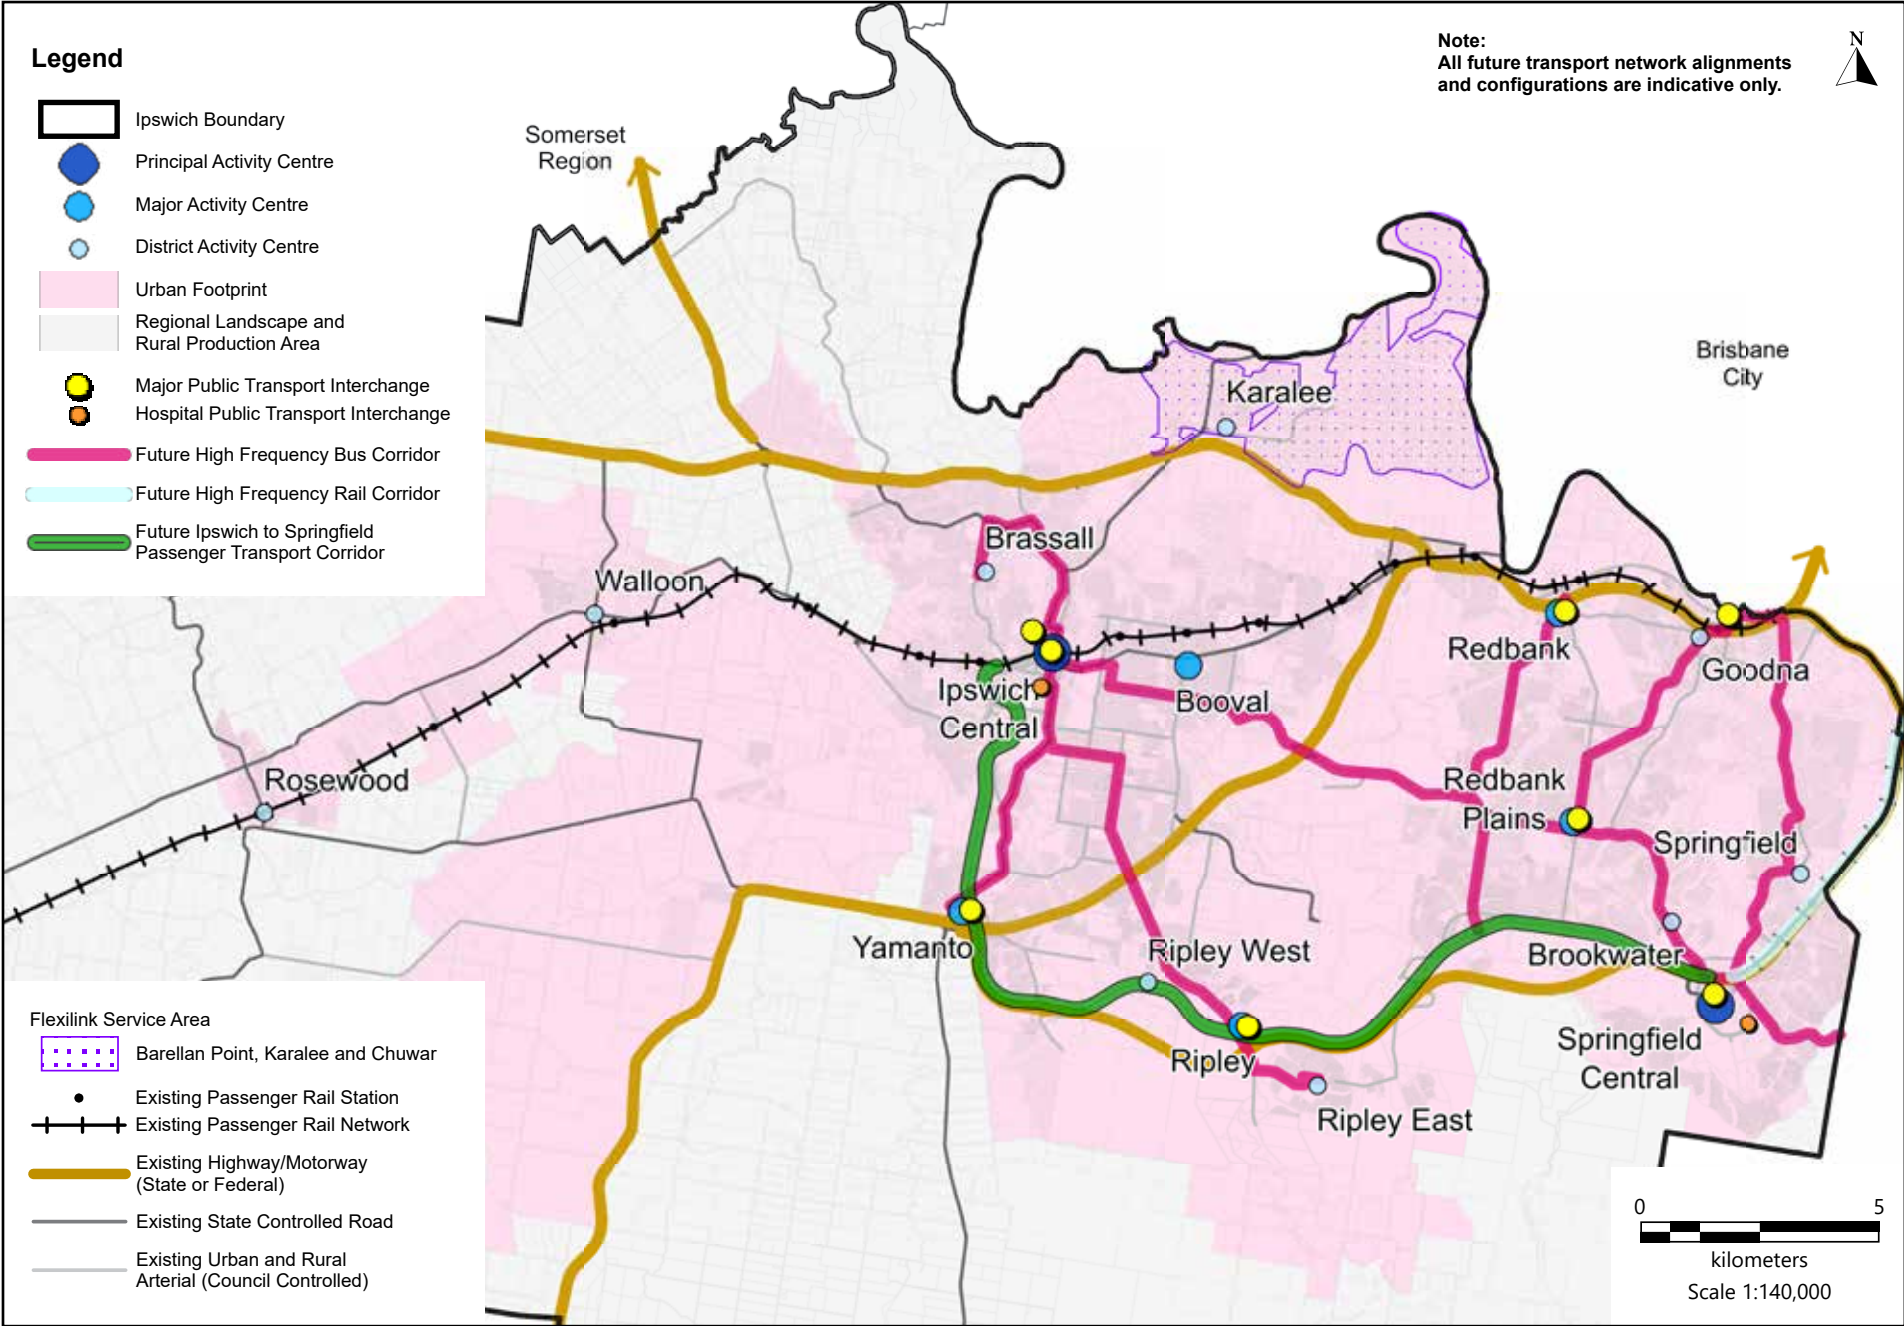 Legend
Ipswich Boundary
Principal Activity Centre
Major Activity Centre
District Activity Centre
Urban Footprint
Regional Landscape and
Rural Production Area
Major Public Transport Interchange
Hospital Public Transport Interchange
Future High Frequency Bus Corridor
Future High Frequency Rail Corridor
Future Ipswich to Springfield
Passenger Transport Corridor
Note:
All future transport network alignments
and configurations are indicative only.
N
Somerset
Region
Brisbane
City
Karalee
Brassall
Walloon
Redbank
Goodna
Ipswich
Central
Booval
Rosewood
Redbank
Plains
Springfield
Yamanto
Ripley West
Brookwater
Ripley
Springfield
Central
Ripley East
Flexilink Service Area
Barellan Point, Karalee and Chuwar
Existing Passenger Rail Station
Existing Passenger Rail Network
Existing Highway/Motorway
(State or Federal)
Existing State Controlled Road
Existing Urban and Rural
Arterial (Council Controlled)
0 5
kilometers
Scale 1:140,000